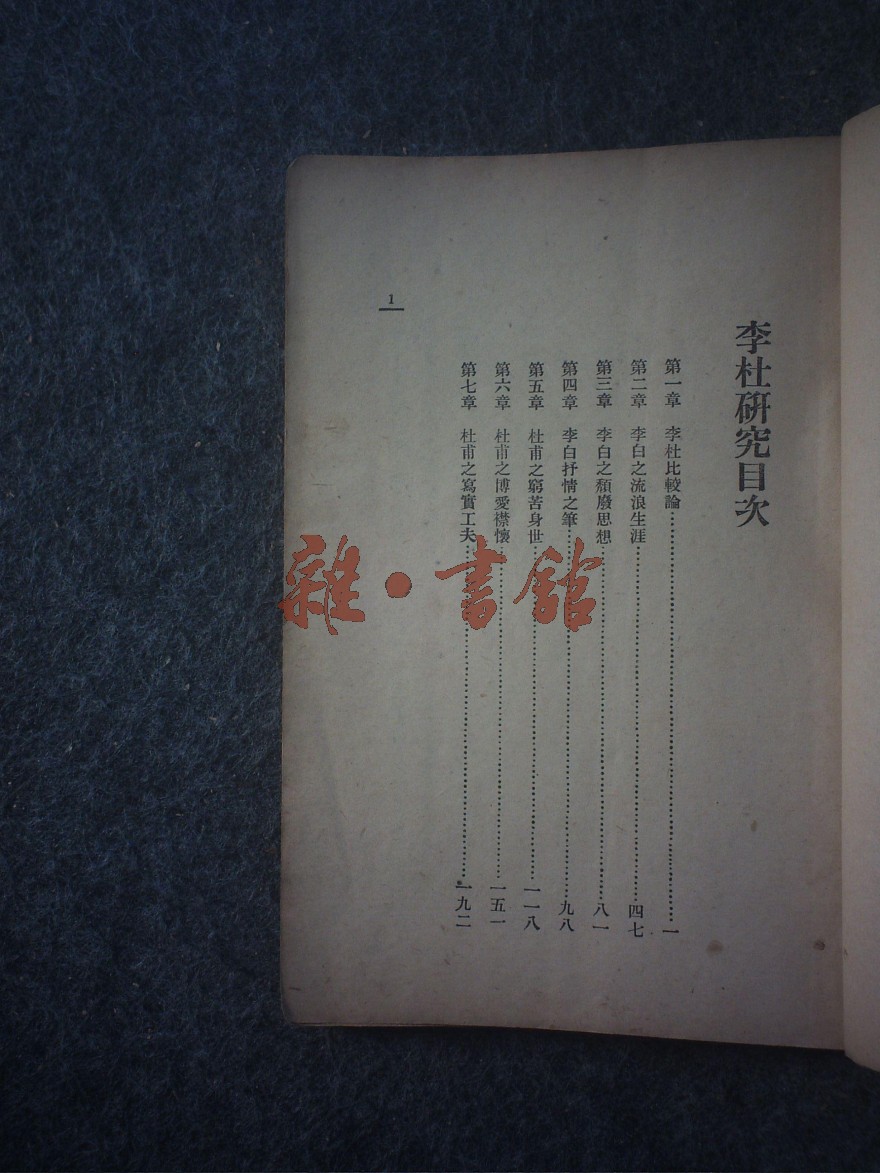 李杜研究目次
第一章 李杜比較論……一
第二章 李白之流浪生涯……四七
第三章 李白之頹廢思想……八一
第四章 李白抒情之筆……九八
第五章 杜甫之窮苦身世……一一八
第六章 杜甫之博愛襟懷……一五一
第七章 杜甫之寫實工夫……一九二
1
雜·書館